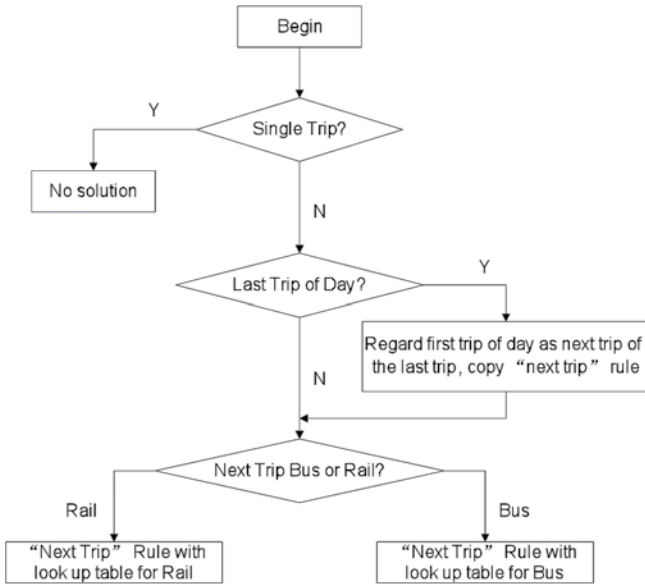 Begin
Y
Single Trip?
No solution
N
Last Trip of Day?
Y
Regard first trip of day as next trip of
the last trip, copy “next trip” rule
N
Next Trip Bus or Rail?
Rail
Bus
“Next Trip” Rule with
look up table for Rail
“Next Trip” Rule with
look up table for Bus